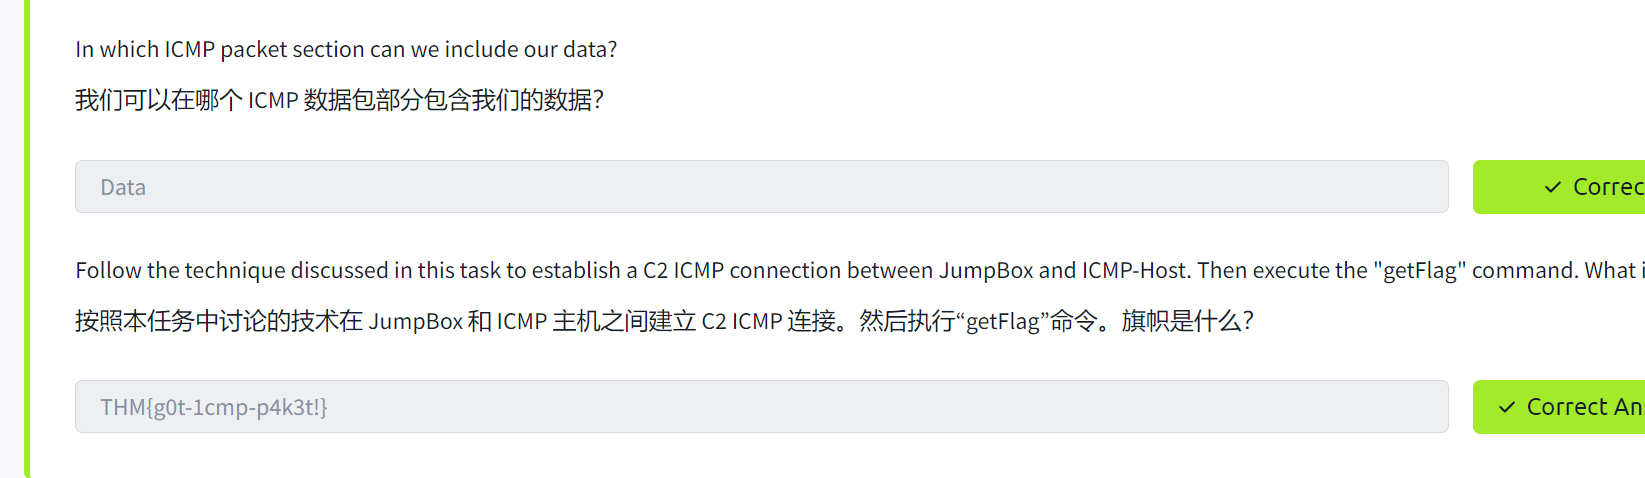 In which ICMP packet section can we include our data?
我们可以在哪个 ICMP 数据包部分包含我们的数据？
Data
✓ Correc
Follow the technique discussed in this task to establish a C2 ICMP connection between JumpBox and ICMP-Host. Then execute the "getFlag" command. What i
按照本任务中讨论的技术在 JumpBox 和 ICMP 主机之间建立 C2 ICMP 连接。然后执行“getFlag”命令。旗帜是什么？
THM{g0t-1cmp-p4k3t!}
✓ Correct An